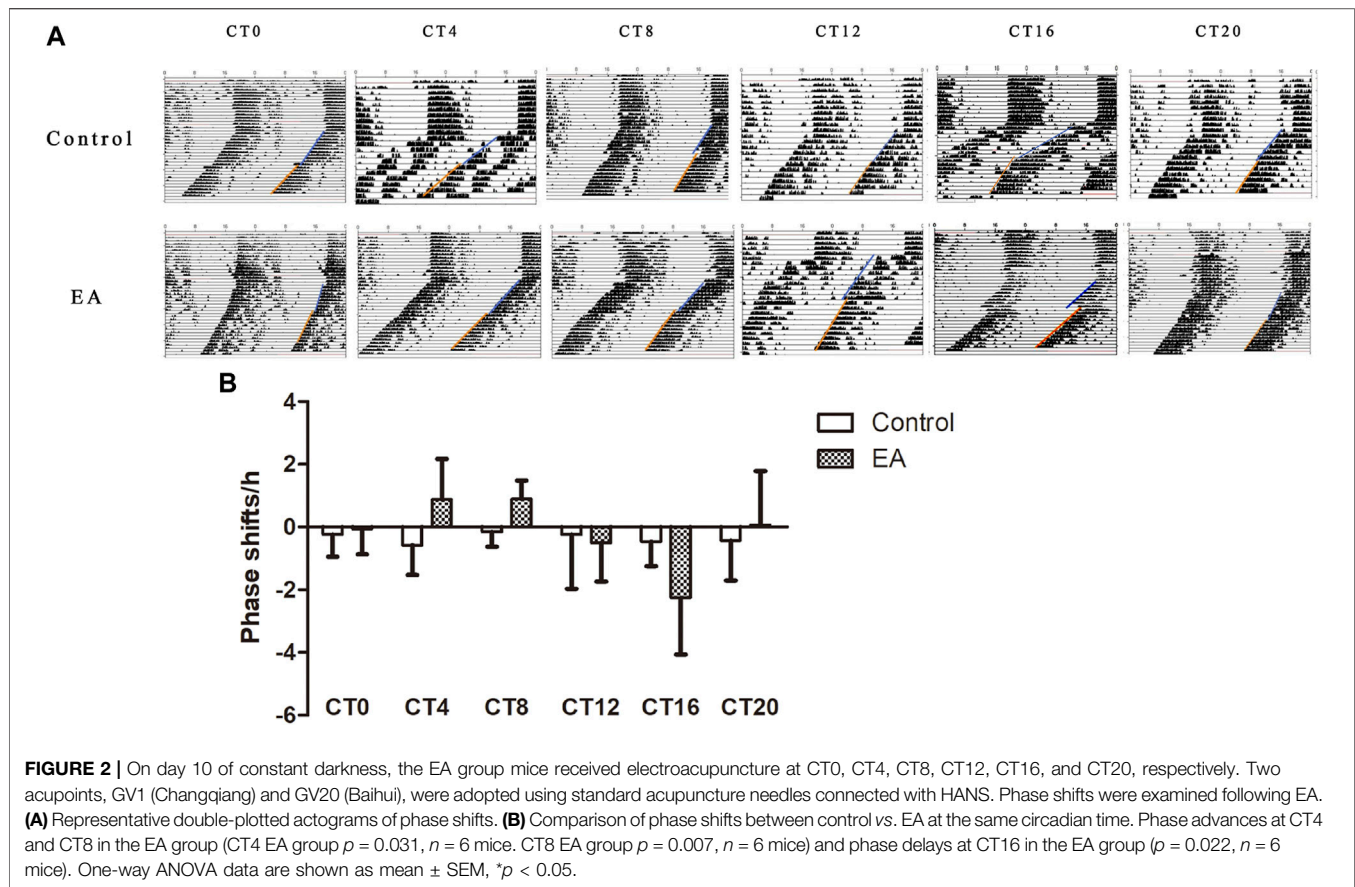 A
CT0 CT4 CT8 CT12 CT16 CT20
Control
EA
B
Control
EA
Phase shifts/h
4
2
0
-2
-4
-6
CT0 CT4 CT8 CT12 CT16 CT20
FIGURE 2 | On day 10 of constant darkness, the EA group mice received electroacupuncture at CT0, CT4, CT8, CT12, CT16, and CT20, respectively. Two
acupoints, GV1 (Changqiang) and GV20 (Baihui), were adopted using standard acupuncture needles connected with HANS. Phase shifts were examined following EA.
(A) Representative double-plotted actograms of phase shifts. (B) Comparison of phase shifts between control vs. EA at the same circadian time. Phase advances at CT4
and CT8 in the EA group (CT4 EA group p = 0.031, n = 6 mice. CT8 EA group p = 0.007, n = 6 mice) and phase delays at CT16 in the EA group (p = 0.022, n = 6
mice). One-way ANOVA data are shown as mean ± SEM, *p < 0.05.